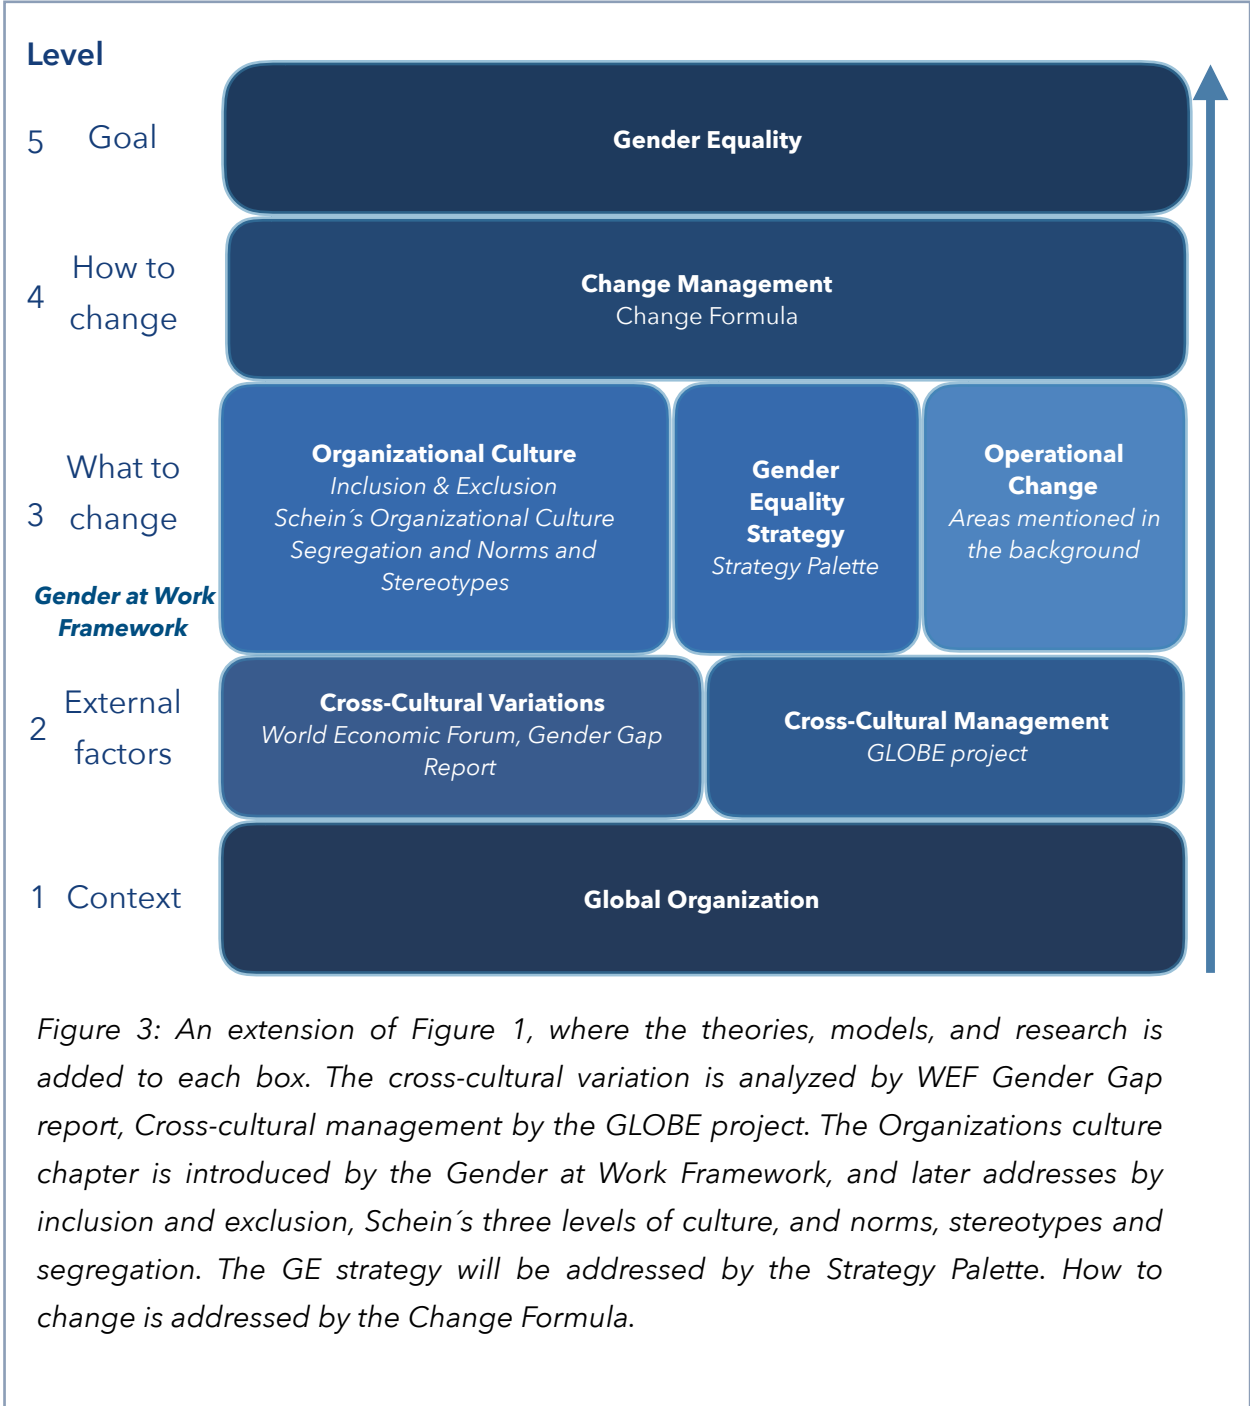 Level
5 Goal
Gender Equality
4 How to
change
Change Management
Change Formula
3 What to
change
Gender at Work
Framework
Organizational Culture
Inclusion & Exclusion
Schein´s Organizational Culture
Segregation and Norms and
Stereotypes
Gender
Equality
Strategy
Strategy Palette
Operational
Change
Areas mentioned in
the background
2 External
factors
Cross-Cultural Variations
World Economic Forum, Gender Gap
Report
Cross-Cultural Management
GLOBE project
1 Context
Global Organization
Figure 3: An extension of Figure 1, where the theories, models, and research is
added to each box. The cross-cultural variation is analyzed by WEF Gender Gap
report, Cross-cultural management by the GLOBE project. The Organizations culture
chapter is introduced by the Gender at Work Framework, and later addresses by
inclusion and exclusion, Schein´s three levels of culture, and norms, stereotypes and
segregation. The GE strategy will be addressed by the Strategy Palette. How to
change is addressed by the Change Formula.